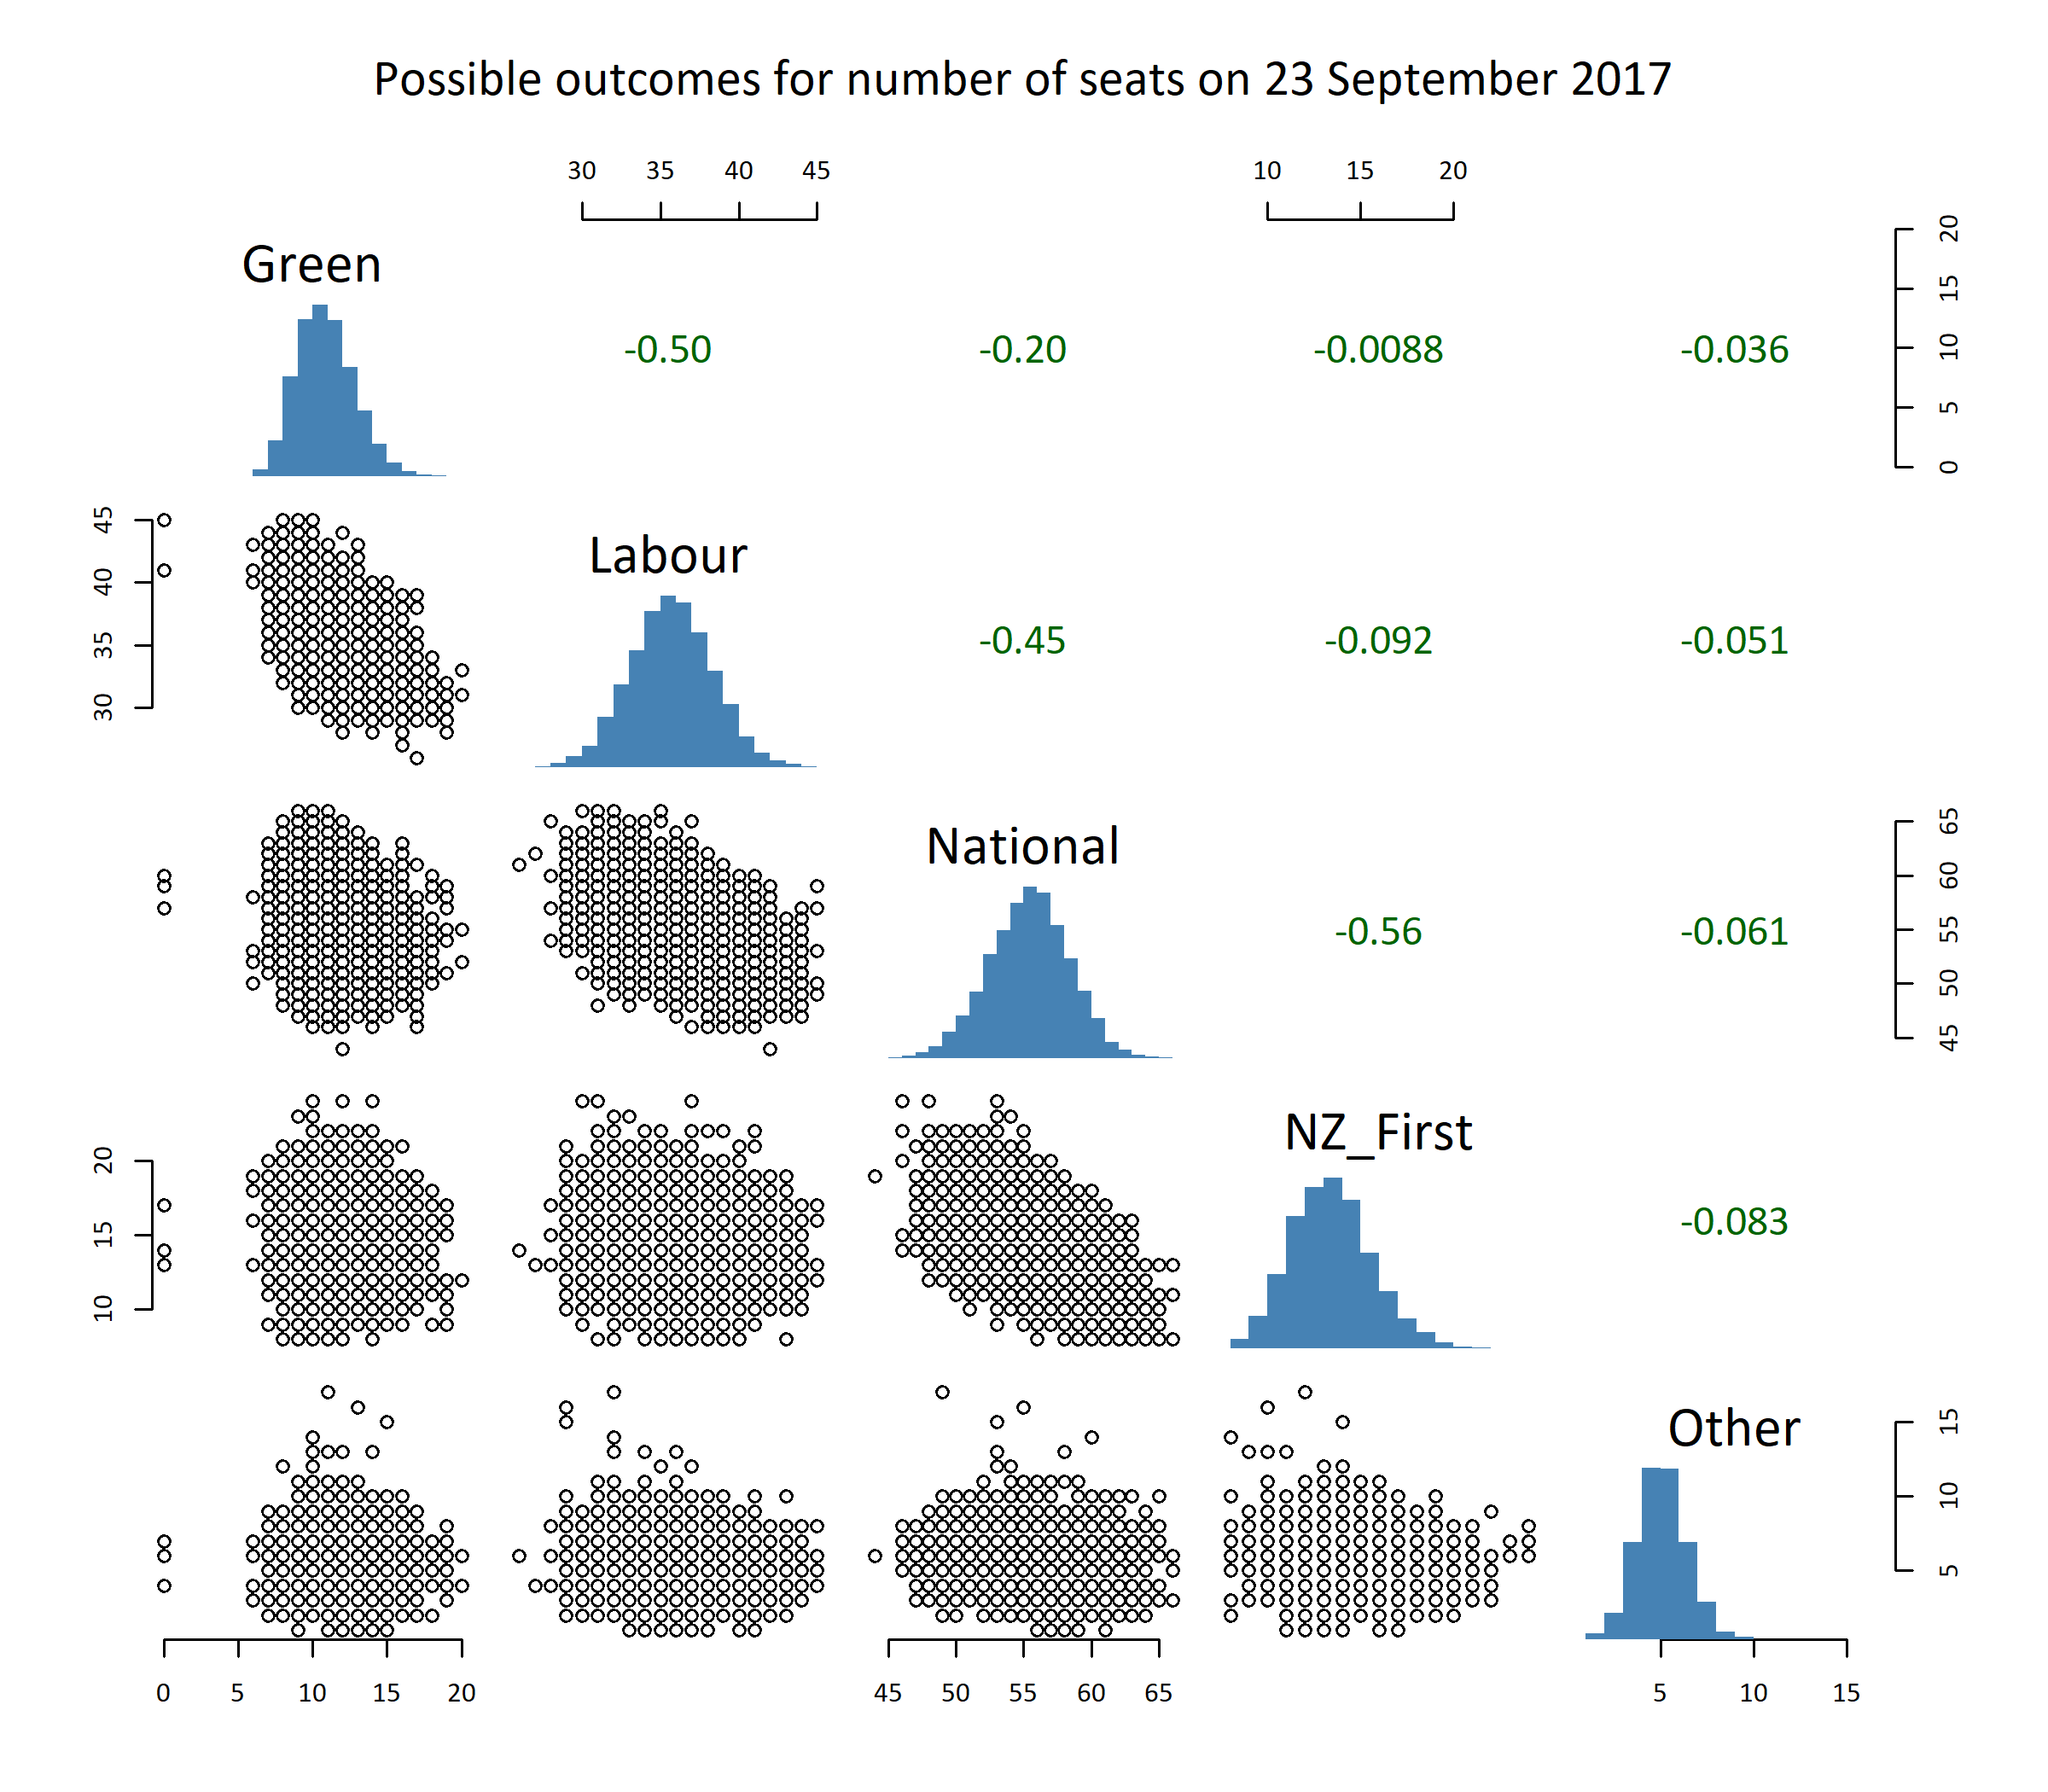 Possible outcomes for number of seats on 23 September 2017
30 35 40 45
10 15 20
Green
-0.50 -0.20 -0.0088 -0.036
0 5 10 15 20
30 35 40 45
Labour
-0.45 -0.092 -0.051
National
-0.56 -0.061
45 50 55 60 65
10 15 20
NZ_First
-0.083
Other
5 10 15
0 5 10 15 20
45 50 55 60 65
5 10 15